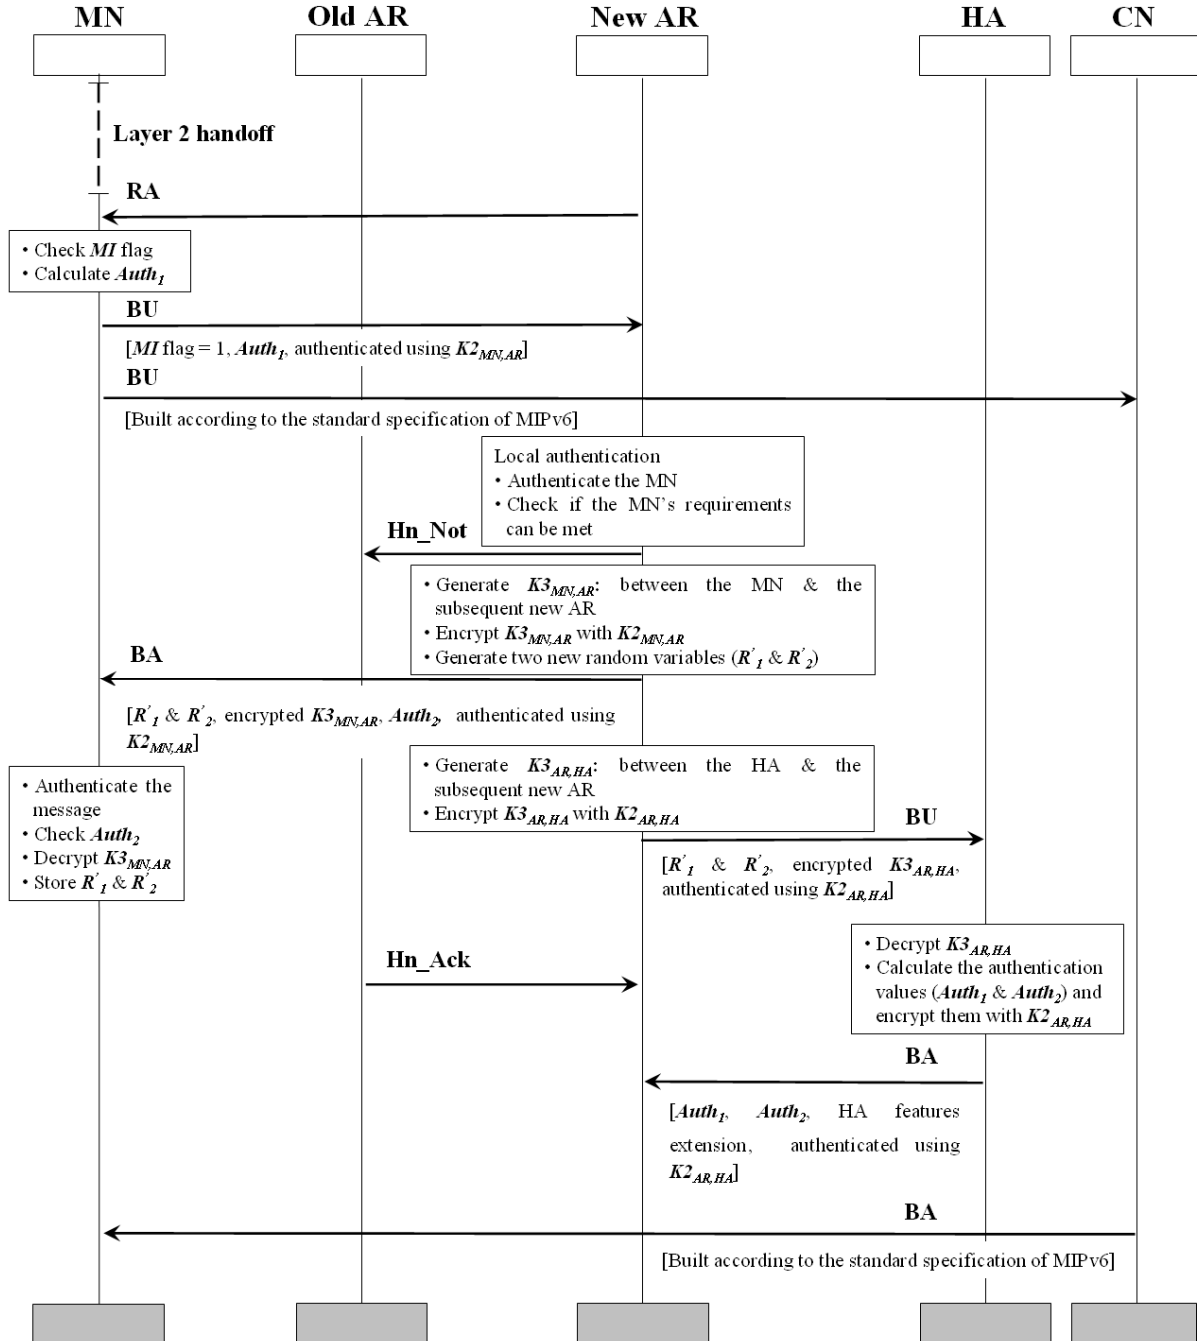 MN Old AR New AR HA CN
Layer 2 handoff
RA
• Check MI flag
• Calculate Auth1
BU
[MI flag = 1, Auth1, authenticated using K2MN,AR]
BU
[Built according to the standard specification of MIPv6]
Local authentication
• Authenticate the MN
• Check if the MN's requirements
can be met
Hn_Not
• Generate K3MN,AR: between the MN & the
subsequent new AR
• Encrypt K3MN,AR with K2MN,AR
• Generate two new random variables (R'1 & R'2)
BA
[R'1 & R'2, encrypted K3MN,AR, Auth2, authenticated using
K2MN,AR]
• Generate K3AR,HA: between the HA & the
subsequent new AR
• Encrypt K3AR,HA with K2AR,HA
• Authenticate the
message
• Check Auth2
• Decrypt K3MN,AR
• Store R'1 & R'2
BU
[R'1 & R'2, encrypted K3AR,HA,
authenticated using K2AR,HA]
• Decrypt K3AR,HA
• Calculate the authentication
values (Auth1 & Auth2) and
encrypt them with K2AR,HA
Hn_Ack
BA
[Auth1, Auth2, HA features
extension, authenticated using
K2AR,HA]
BA
[Built according to the standard specification of MIPv6]